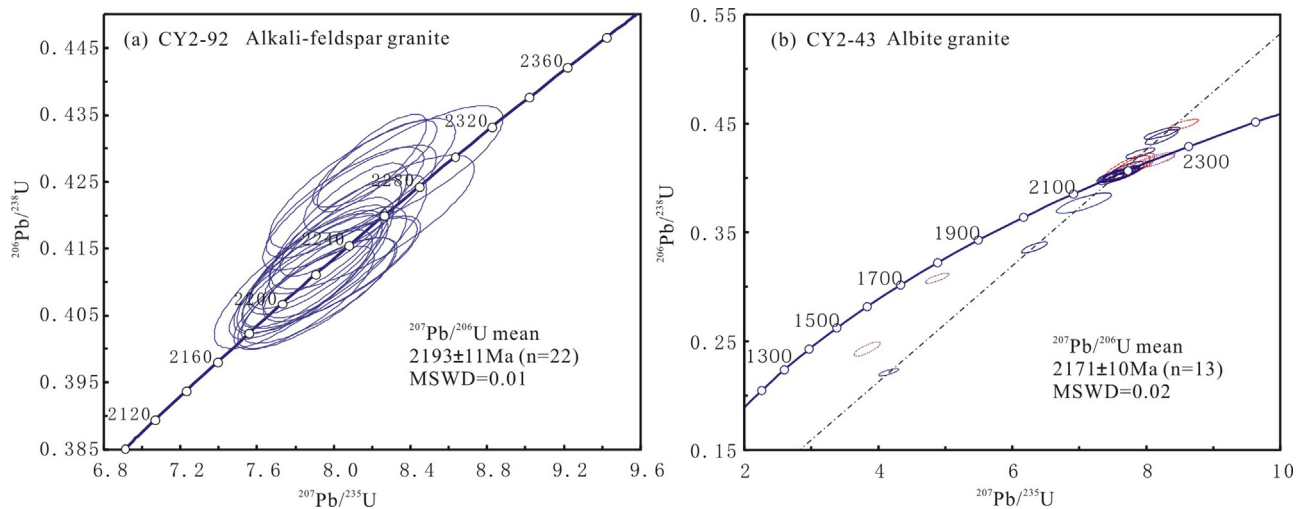 (a) CY2-92 Alkali-feldspar granite
0.445
0.435
0.425
0.415
0.405
0.395
0.385
²⁰⁶Pb/²³⁸U
2360
2320
2280
2240
2200
2160
2120
²⁰⁷Pb/²⁰⁶U mean
2193±11Ma (n=22)
MSWD=0.01
6.8 7.2 7.6 8.0 8.4 8.8 9.2 9.6
²⁰⁷Pb/²³⁵U
(b) CY2-43 Albite granite
0.55
0.45
0.35
0.25
0.15
²⁰⁶Pb/²³⁸U
2300
2100
1900
1700
1500
1300
²⁰⁷Pb/²⁰⁶U mean
2171±10Ma (n=13)
MSWD=0.02
2 4 6 8 10
²⁰⁷Pb/²³⁵U